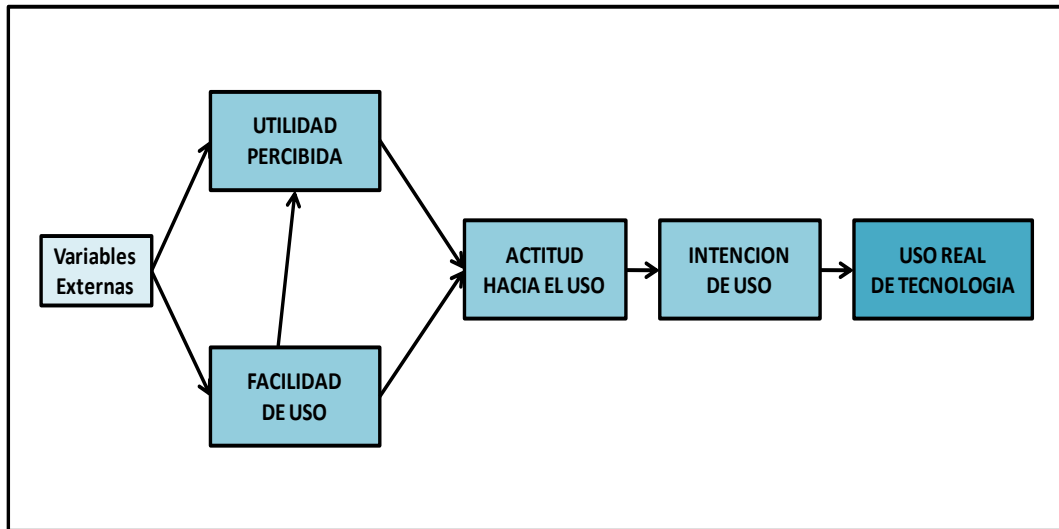 UTILIDAD
PERCIBIDA
Variables
Externas
FACILIDAD
DE USO
ACTITUD
HACIA EL USO
INTENCION
DE USO
USO REAL
DE TECNOLOGIA